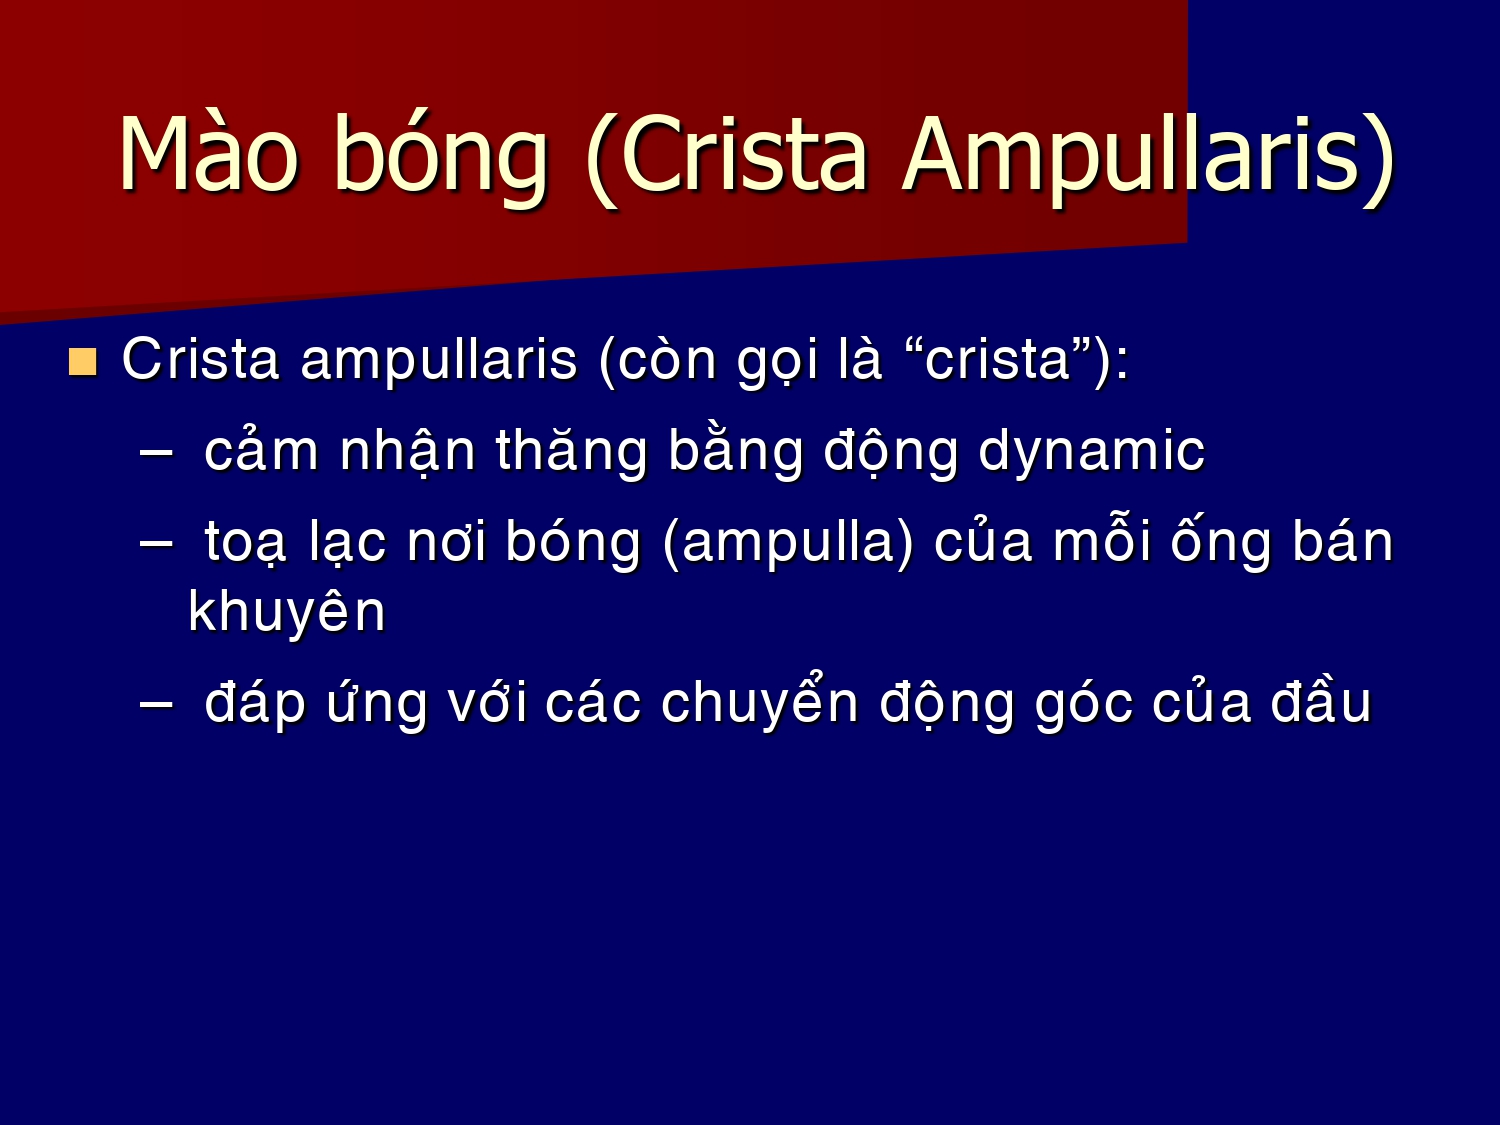 Mào bóng (Crista Ampullaris)
■ Crista ampullaris (còn gọi là “crista”):
– cảm nhận thăng bằng động dynamic
– toạ lạc nơi bóng (ampulla) của mỗi ống bán
khuyên
– đáp ứng với các chuyển động góc của đầu